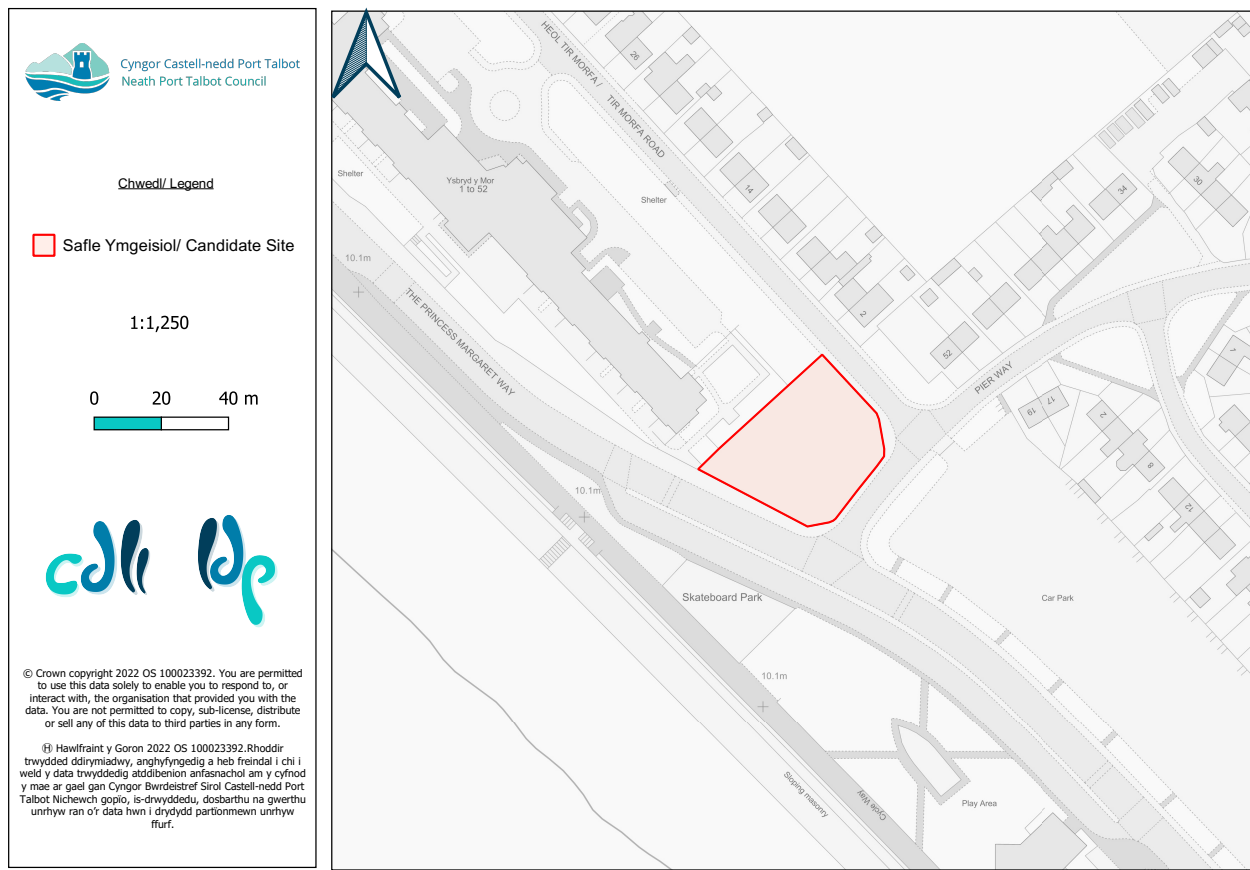 Cyngor Castell-nedd Port Talbot
Neath Port Talbot Council
Chwedl/ Legend
Safle Ymgeisiol/ Candidate Site
1:1,250
0 20 40 m
cdll ldp
© Crown copyright 2022 OS 100023392. You are permitted
to use this data solely to enable you to respond to, or
interact with, the organisation that provided you with the
data. You are not permitted to copy, sub-license, distribute
or sell any of this data to third parties in any form.
Ⓗ Hawlfraint y Goron 2022 OS 100023392.Rhoddir
trwydded ddirymiadwy, anghyfyngedig a heb freindal i chi i
weld y data trwyddedig atddibenion anfasnachol am y cyfnod
y mae ar gael gan Cyngor Bwrdeistref Sirol Castell-nedd Port
Talbot Nichewch gopïo, is-drwyddedu, dosbarthu na gwerthu
unrhyw ran o'r data hwn i drydydd partïonmewn unrhyw
ffurf.
HEOL TIR MORFA /
TIR MORFA ROAD
26
Shelter
Ysbryd y Mor
1 to 52
14
Shelter
34
30
10.1m
THE PRINCESS MARGARET WAY
2
52
PIER WAY
7
19
17
2
8
12
10.1m
Skateboard Park
Car Park
10.1m
Sloping masonry
Cycle Way
Play Area